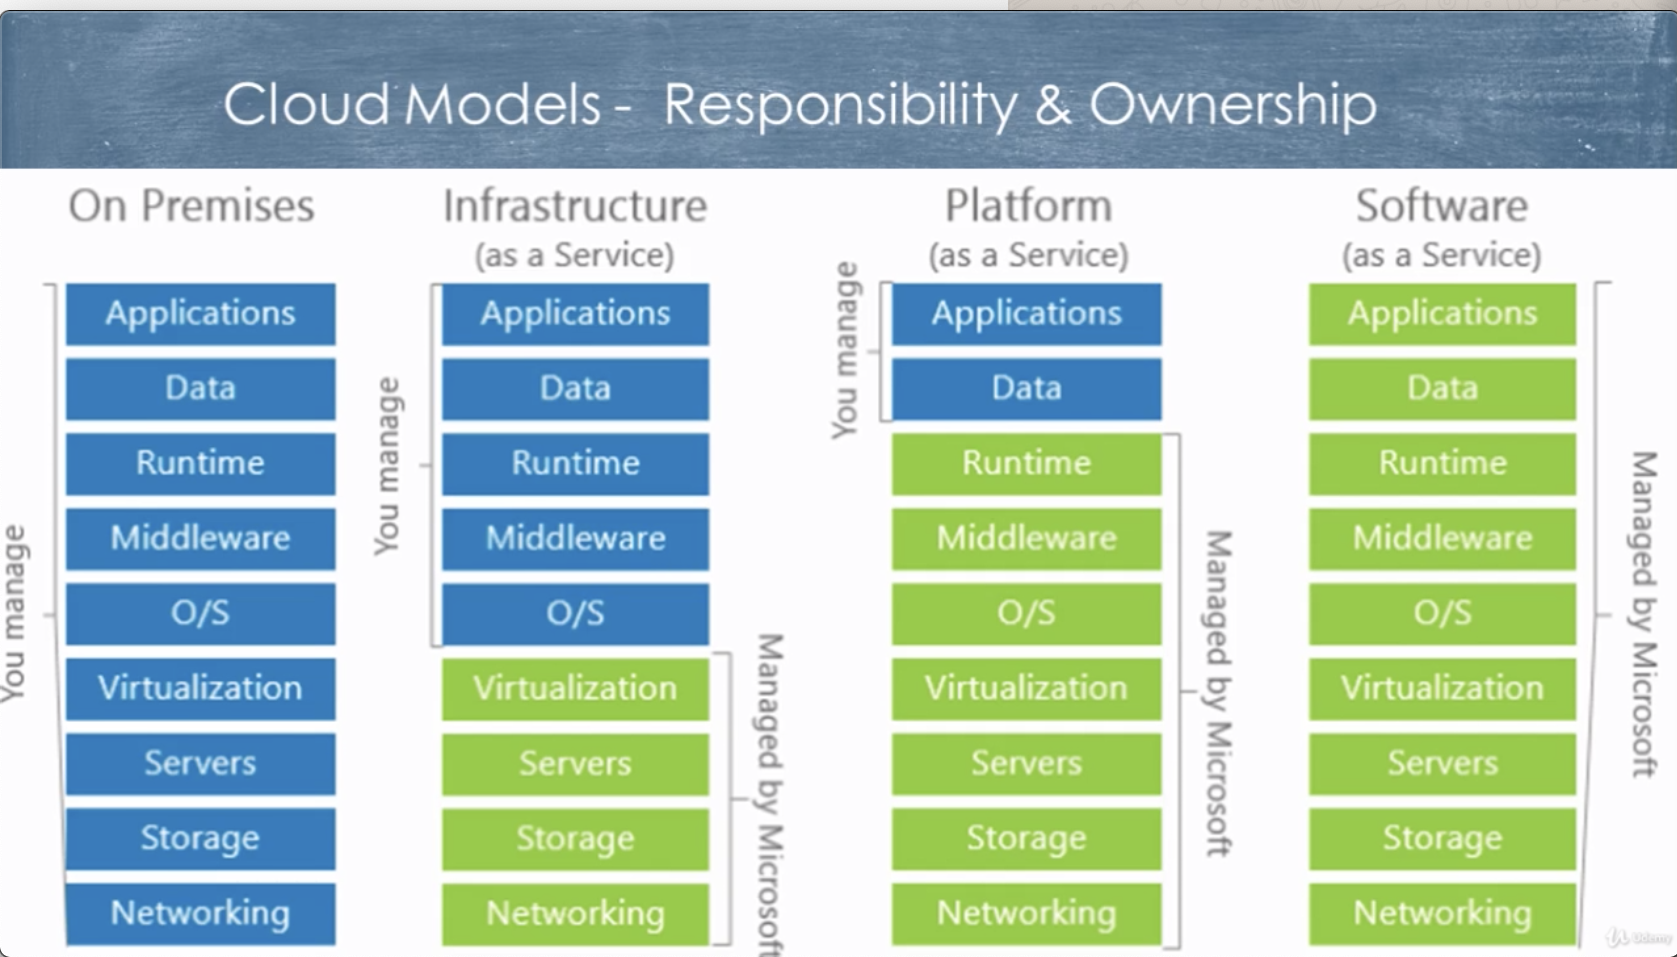 Cloud Models - Responsibility & Ownership
On Premises
You manage
Applications
Data
Runtime
Middleware
O/S
Virtualization
Servers
Storage
Networking
Infrastructure
(as a Service)
You manage
Applications
Data
Runtime
Middleware
O/S
Virtualization
Servers
Storage
Networking
Managed by Microsoft
Platform
(as a Service)
You manage
Applications
Data
Runtime
Middleware
O/S
Virtualization
Servers
Storage
Networking
Managed by Microsoft
Software
(as a Service)
Applications
Data
Runtime
Middleware
O/S
Virtualization
Servers
Storage
Networking
Managed by Microsoft
Udemy